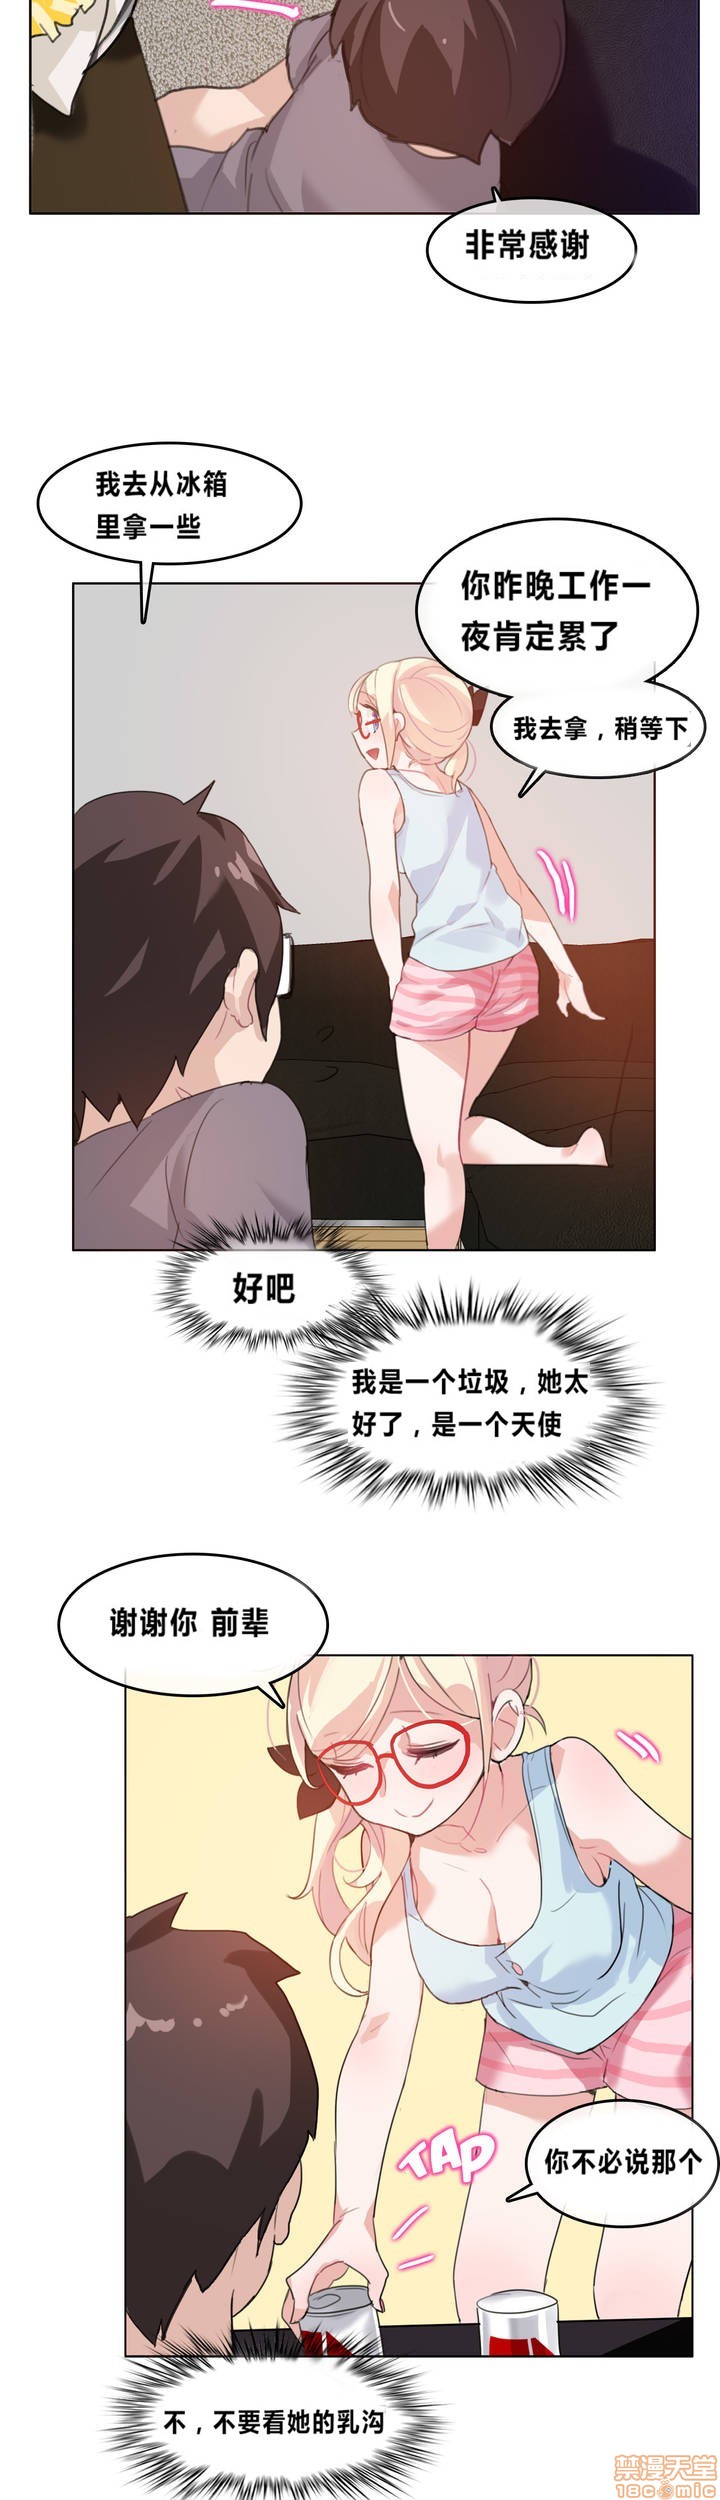 非常感谢
我去从冰箱
里拿一些
你昨晚工作一
夜肯定累了
我去拿，稍等下
好吧
我是一个垃圾，她太
好了，是一个天使
谢谢你 前辈
TAP
你不必说那个
不，不要看她的乳沟
禁漫天堂
18comic